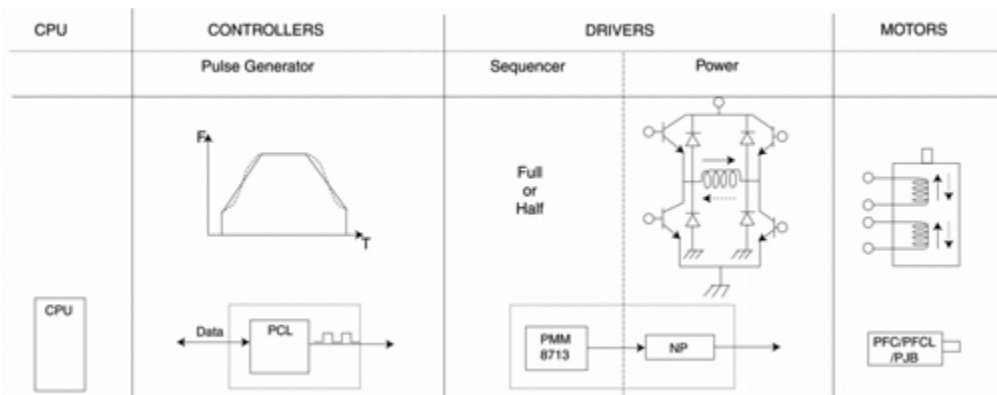 CPU
CONTROLLERS
DRIVERS
MOTORS
Pulse Generator
Sequencer
Power
F
T
Full
or
Half
CPU
Data
PCL
PMM
8713
NP
PFC/PFCL
/PJB